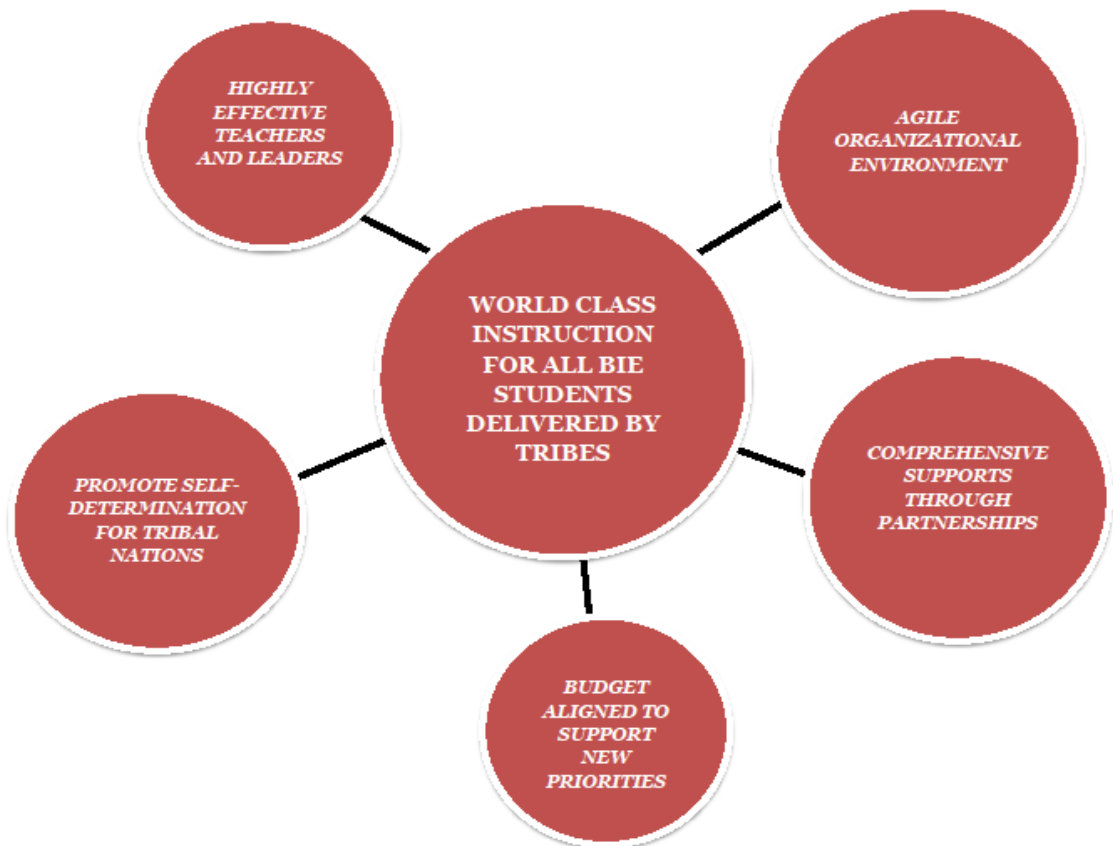 HIGHLY
EFFECTIVE
TEACHERS
AND LEADERS
AGILE
ORGANIZATIONAL
ENVIRONMENT
WORLD CLASS
INSTRUCTION
FOR ALL BIE
STUDENTS
DELIVERED BY
TRIBES
PROMOTE SELF-
DETERMINATION
FOR TRIBAL
NATIONS
COMPREHENSIVE
SUPPORTS
THROUGH
PARTNERSHIPS
BUDGET
ALIGNED TO
SUPPORT
NEW
PRIORITIES